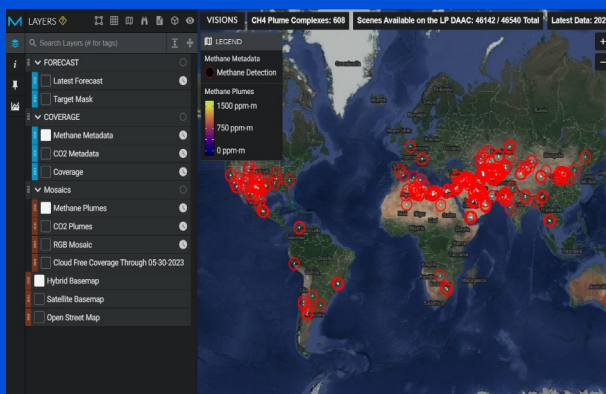 LAYERS
VISIONS
CH4 Plume Complexes: 608
Scenes Available on the LP DAAC: 46142 / 46540 Total
Latest Data: 202
Search Layers (# for tags)
FORECAST
Latest Forecast
Target Mask
COVERAGE
Methane Metadata
CO2 Metadata
Coverage
Mosaics
Methane Plumes
CO2 Plumes
RGB Mosaic
Cloud Free Coverage Through 05-30-2023
Hybrid Basemap
Satellite Basemap
Open Street Map
LEGEND
Methane Metadata
Methane Detection
Methane Plumes
1500 ppm-m
750 ppm-m
0 ppm-m